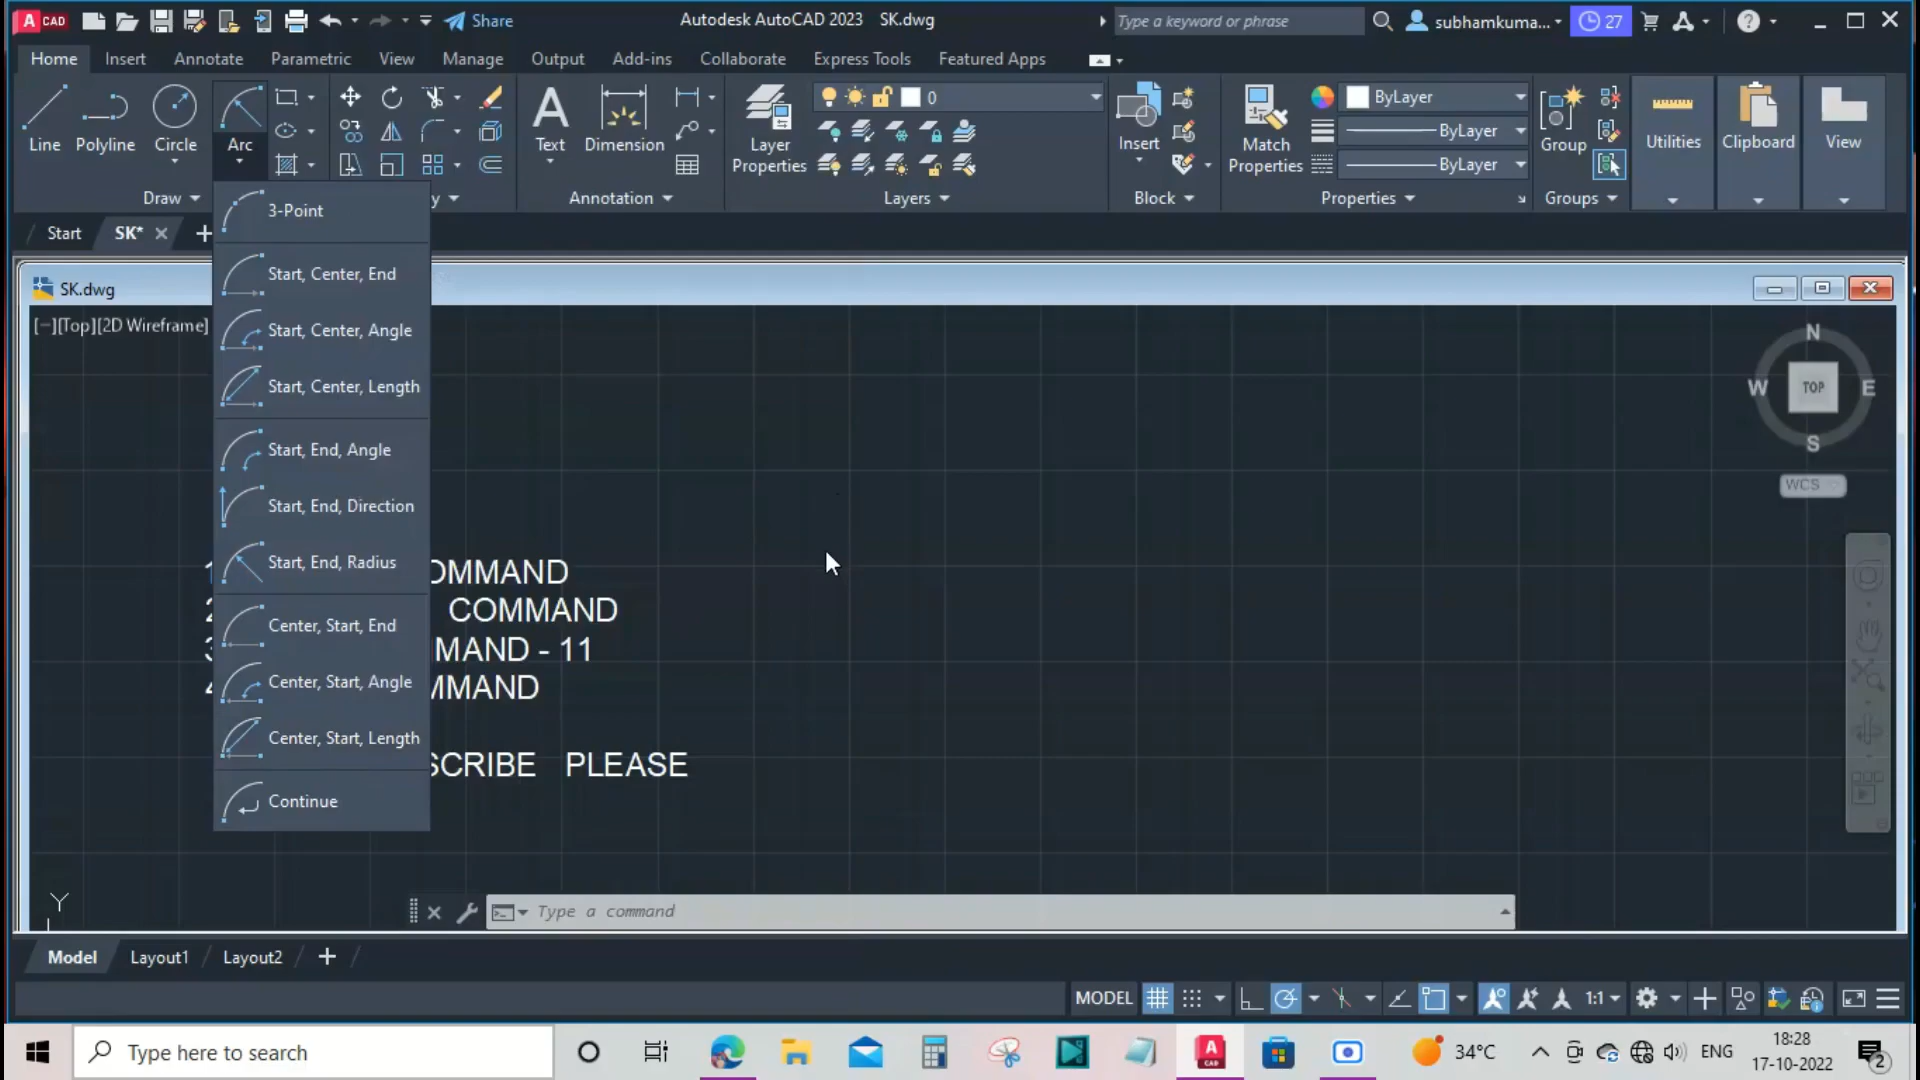 A CAD Share Autodesk AutoCAD 2023 SK.dwg Type a keyword or phrase subhamkuma... 27
Home Insert Annotate Parametric View Manage Output Add-ins Collaborate Express Tools Featured Apps
0 ByLayer
ByLayer
Line Polyline Circle Arc Text Dimension Layer Properties Insert Match Properties Group Utilities Clipboard View
ByLayer
Draw y Annotation Layers Block Properties Groups
Start SK* +
SK.dwg
[−][Top][2D Wireframe]
3-Point
Start, Center, End
Start, Center, Angle
Start, Center, Length
Start, End, Angle
Start, End, Direction
Start, End, Radius
Center, Start, End
Center, Start, Angle
Center, Start, Length
Continue
N
W TOP E
S
WCS
OMMAND
COMMAND
MAND - 11
MMAND
SCRIBE PLEASE
Y
Type a command
Model Layout1 Layout2 +
MODEL 1:1
Type here to search A CAD 34°C ENG 18:28
17-10-2022 2